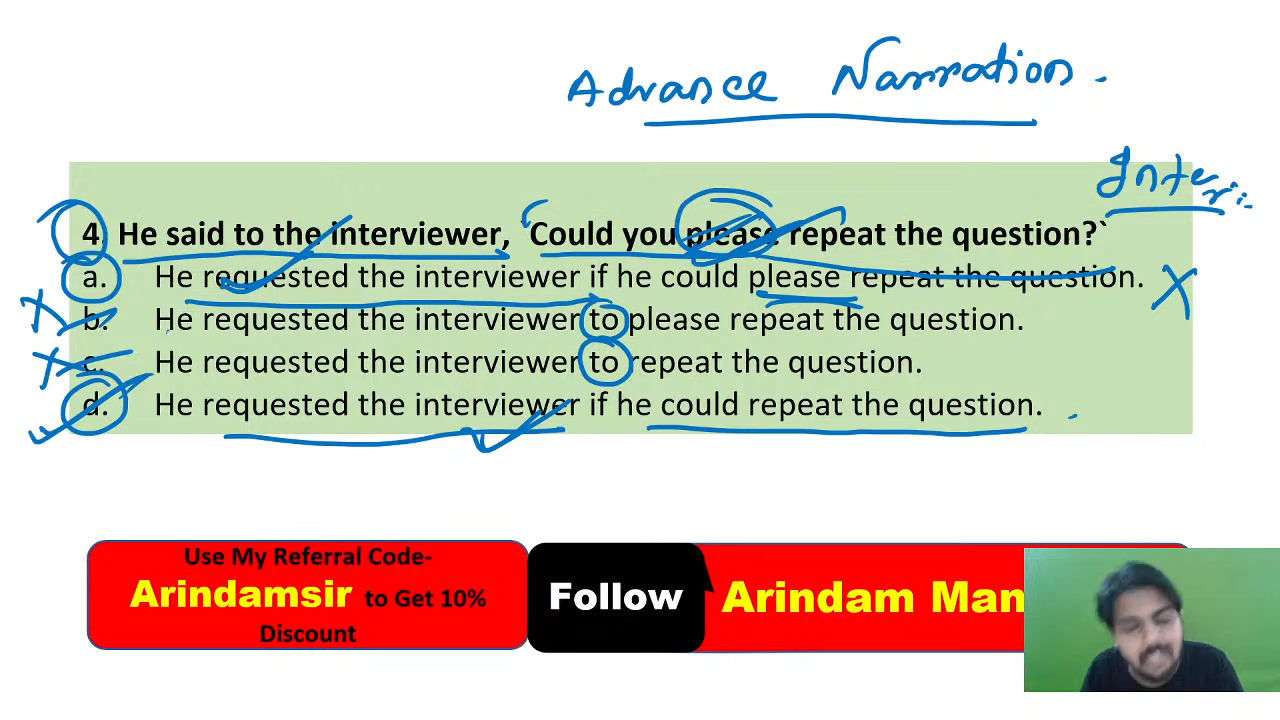 Advance Narration.
Inter
4. He said to the interviewer, `Could you please repeat the question?`
a. He requested the interviewer if he could please repeat the question.
b. He requested the interviewer to please repeat the question.
c. He requested the interviewer to repeat the question.
d. He requested the interviewer if he could repeat the question.
Use My Referral Code-
Arindamsir to Get 10%
Discount
Follow
Arindam Man